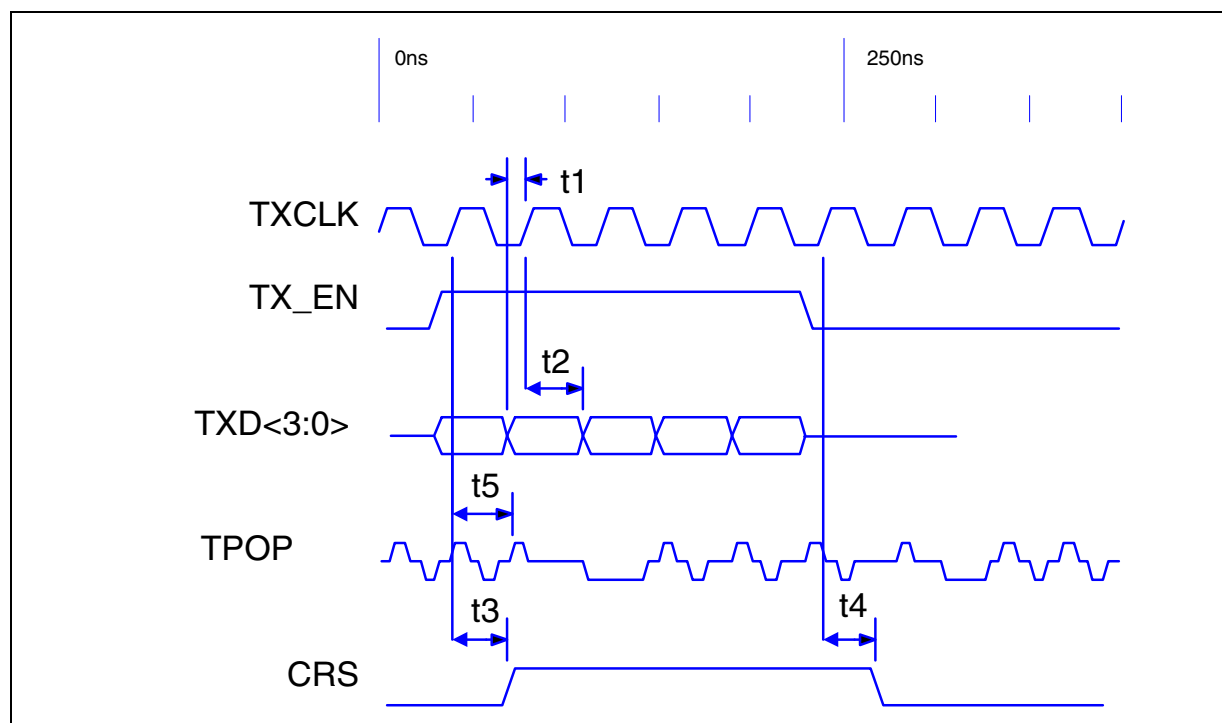 0ns 250ns
t1
TXCLK
TX_EN
t2
TXD<3:0>
t5
TPOP
t3 t4
CRS